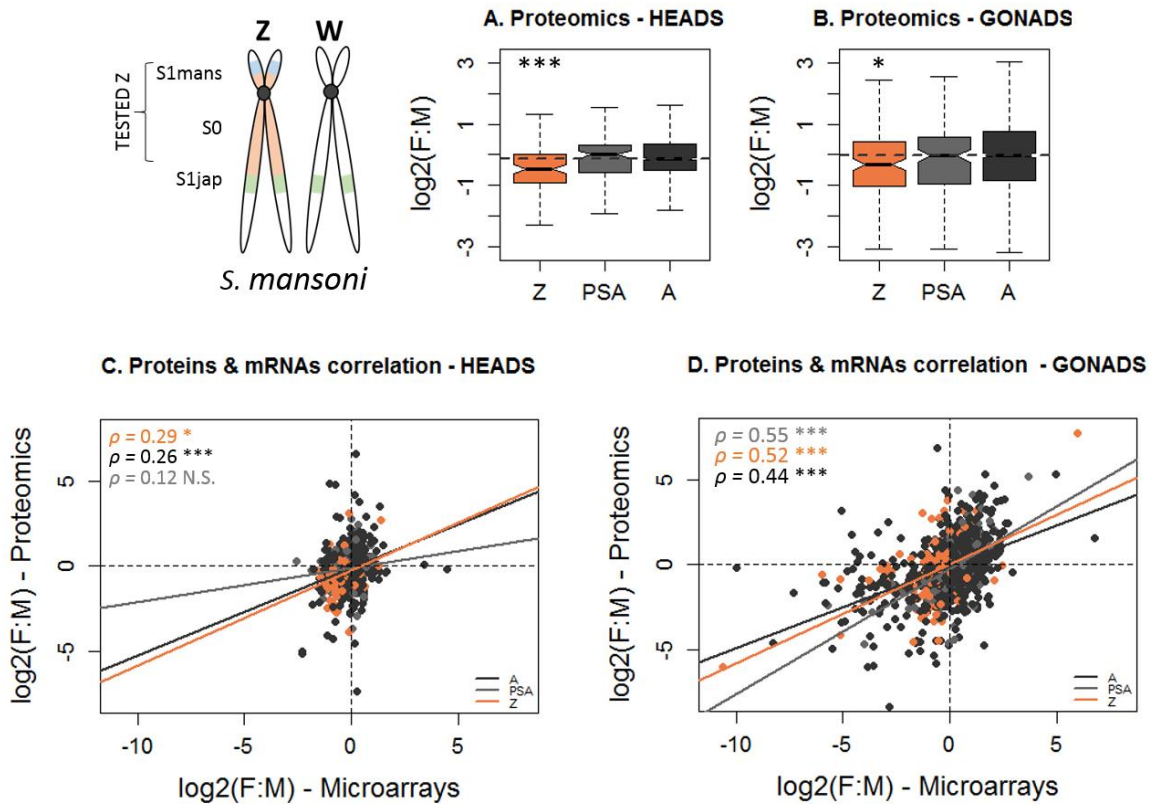 Z W
TESTED Z
S1mans
S0
S1jap
S. mansoni
A. Proteomics - HEADS
***
log2(F:M)
3
1
-1
-3
Z PSA A
B. Proteomics - GONADS
*
log2(F:M)
3
1
-1
-3
Z PSA A
C. Proteins & mRNAs correlation - HEADS
ρ = 0.29 *
ρ = 0.26 ***
ρ = 0.12 N.S.
log2(F:M) - Proteomics
5
0
-5
A
PSA
Z
-10 -5 0 5
log2(F:M) - Microarrays
D. Proteins & mRNAs correlation - GONADS
ρ = 0.55 ***
ρ = 0.52 ***
ρ = 0.44 ***
log2(F:M) - Proteomics
5
0
-5
A
PSA
Z
-10 -5 0 5
log2(F:M) - Microarrays